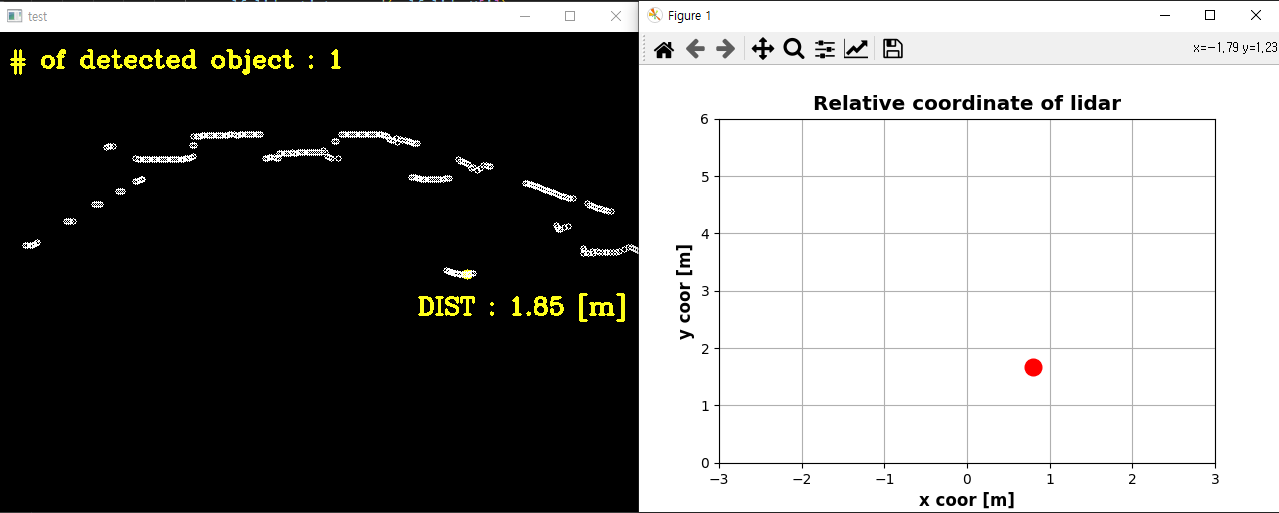 test
# of detected object : 1
DIST : 1.85 [m]
Figure 1
x=-1.79 y=1.23
Relative coordinate of lidar
6
5
4
3
2
1
0
y coor [m]
−3 −2 −1 0 1 2 3
x coor [m]